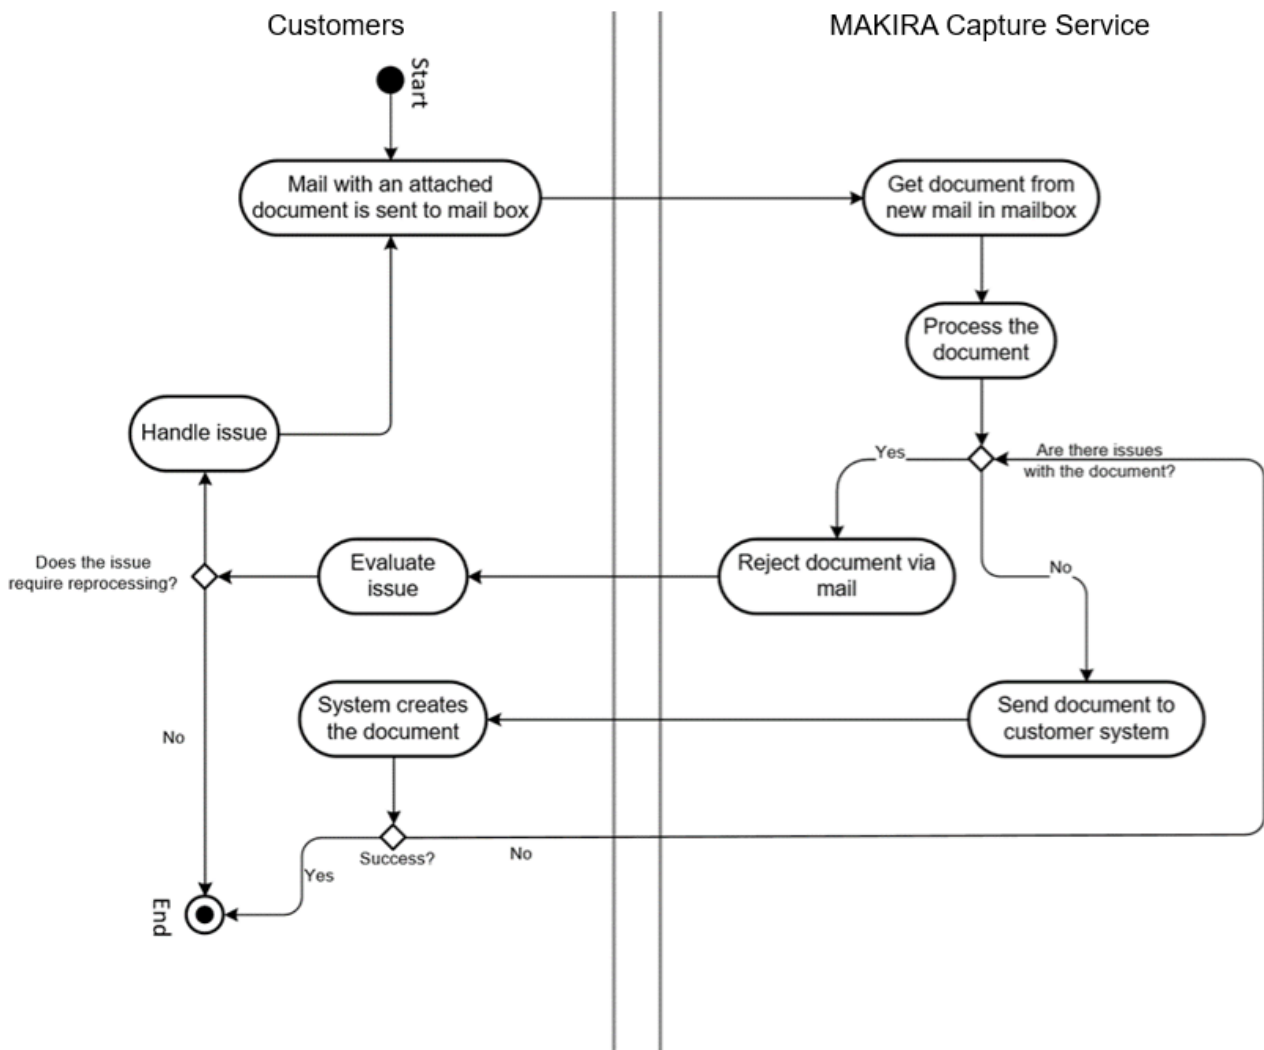 Customers
MAKIRA Capture Service
Start
Mail with an attached
document is sent to mail box
Get document from
new mail in mailbox
Process the
document
Handle issue
Yes
Are there issues
with the document?
Does the issue
require reprocessing?
Evaluate
issue
Reject document via
mail
No
System creates
the document
Send document to
customer system
No
Success?
No
Yes
End